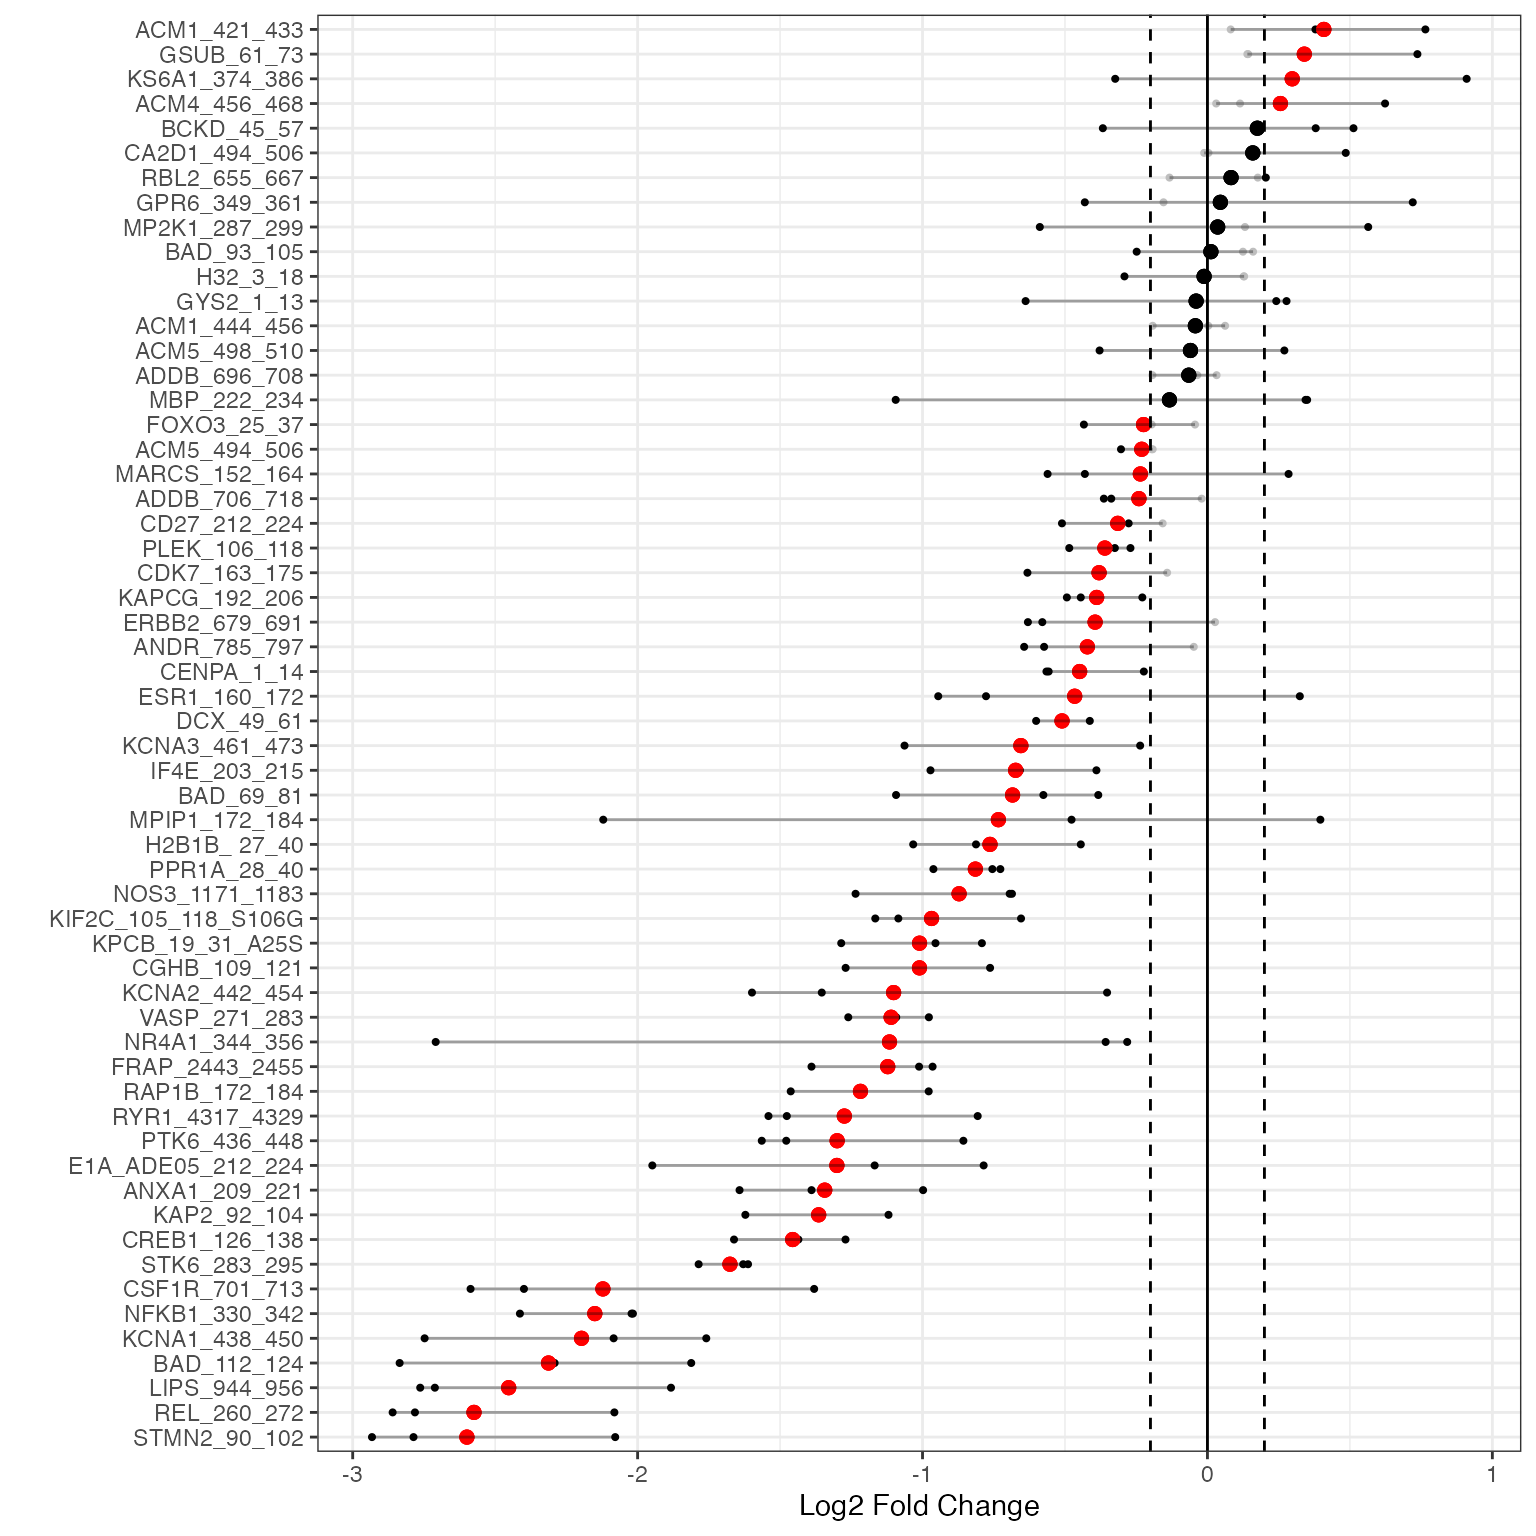 ACM1_421_433
GSUB_61_73
KS6A1_374_386
ACM4_456_468
BCKD_45_57
CA2D1_494_506
RBL2_655_667
GPR6_349_361
MP2K1_287_299
BAD_93_105
H32_3_18
GYS2_1_13
ACM1_444_456
ACM5_498_510
ADDB_696_708
MBP_222_234
FOXO3_25_37
ACM5_494_506
MARCS_152_164
ADDB_706_718
CD27_212_224
PLEK_106_118
CDK7_163_175
KAPCG_192_206
ERBB2_679_691
ANDR_785_797
CENPA_1_14
ESR1_160_172
DCX_49_61
KCNA3_461_473
IF4E_203_215
BAD_69_81
MPIP1_172_184
H2B1B_ 27_40
PPR1A_28_40
NOS3_1171_1183
KIF2C_105_118_S106G
KPCB_19_31_A25S
CGHB_109_121
KCNA2_442_454
VASP_271_283
NR4A1_344_356
FRAP_2443_2455
RAP1B_172_184
RYR1_4317_4329
PTK6_436_448
E1A_ADE05_212_224
ANXA1_209_221
KAP2_92_104
CREB1_126_138
STK6_283_295
CSF1R_701_713
NFKB1_330_342
KCNA1_438_450
BAD_112_124
LIPS_944_956
REL_260_272
STMN2_90_102
-3 -2 -1 0 1
Log2 Fold Change